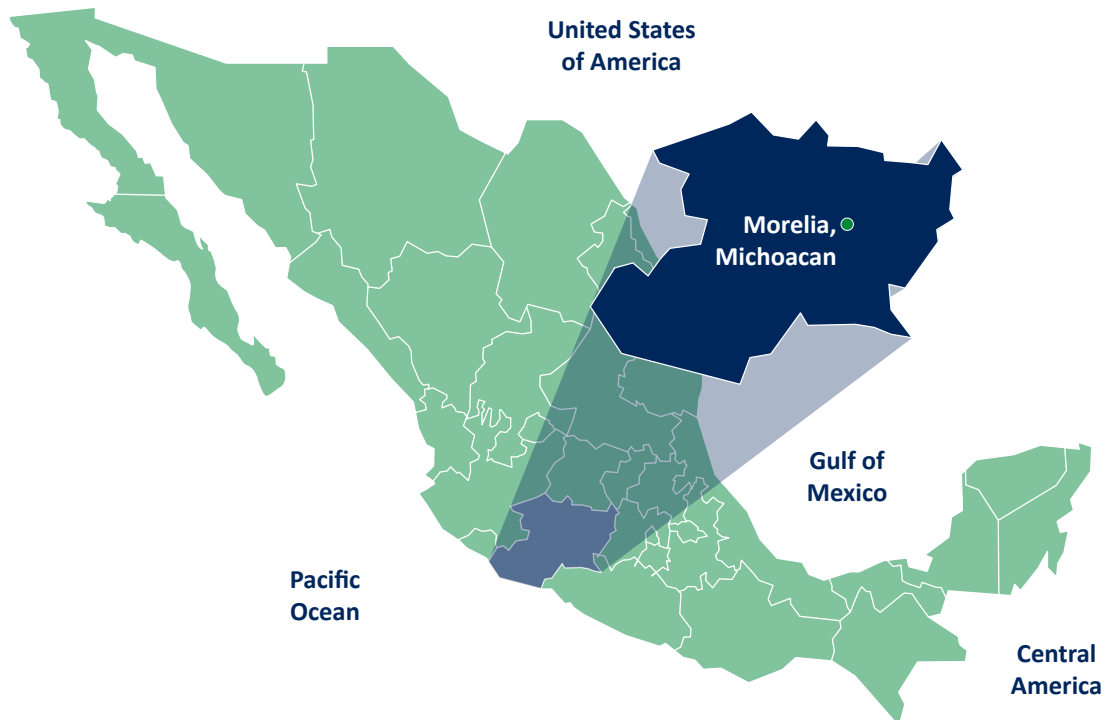 United States
of America
Morelia,
Michoacan
Gulf of
Mexico
Pacific
Ocean
Central
America